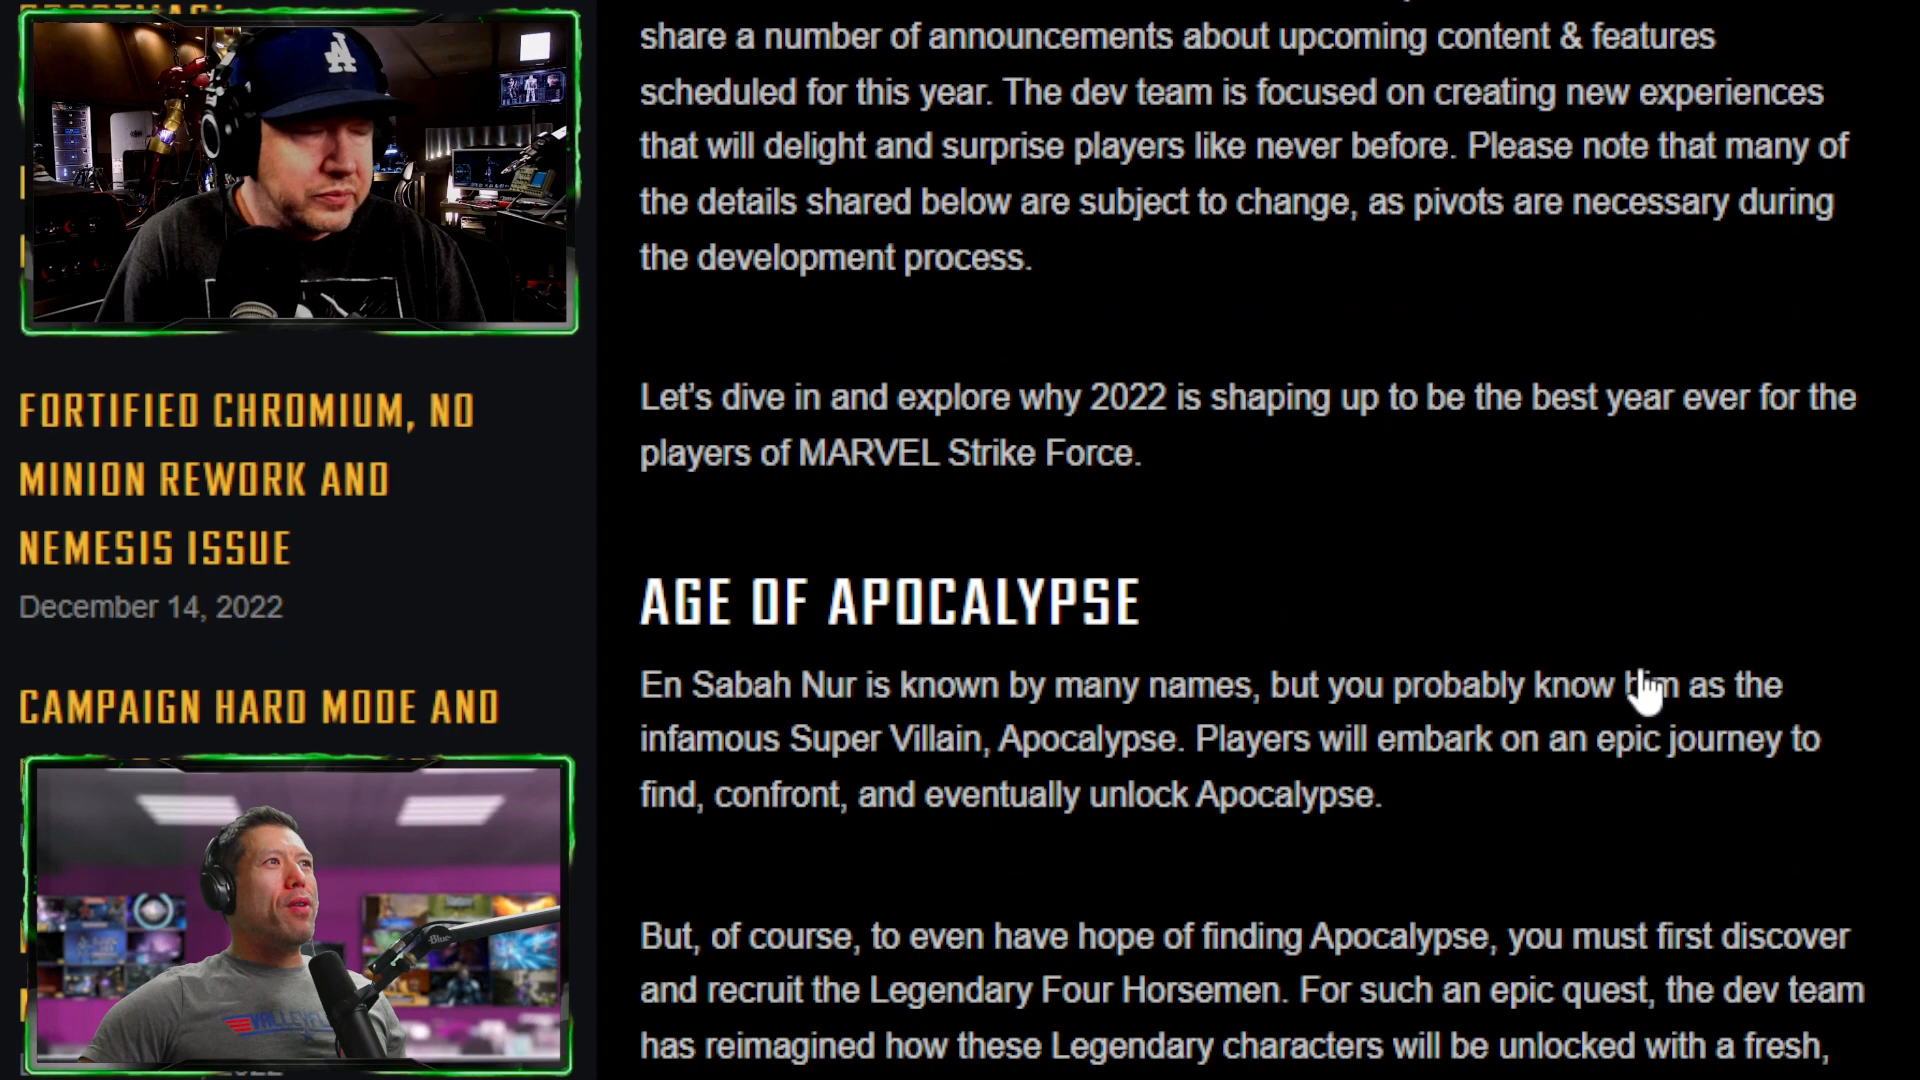 share a number of announcements about upcoming content & features
scheduled for this year. The dev team is focused on creating new experiences
that will delight and surprise players like never before. Please note that many of
the details shared below are subject to change, as pivots are necessary during
the development process.
Let's dive in and explore why 2022 is shaping up to be the best year ever for the
players of MARVEL Strike Force.
AGE OF APOCALYPSE
En Sabah Nur is known by many names, but you probably know him as the
infamous Super Villain, Apocalypse. Players will embark on an epic journey to
find, confront, and eventually unlock Apocalypse.
But, of course, to even have hope of finding Apocalypse, you must first discover
and recruit the Legendary Four Horsemen. For such an epic quest, the dev team
has reimagined how these Legendary characters will be unlocked with a fresh,
FORTIFIED CHROMIUM, NO
MINION REWORK AND
NEMESIS ISSUE
December 14, 2022
CAMPAIGN HARD MODE AND
LA
Blue